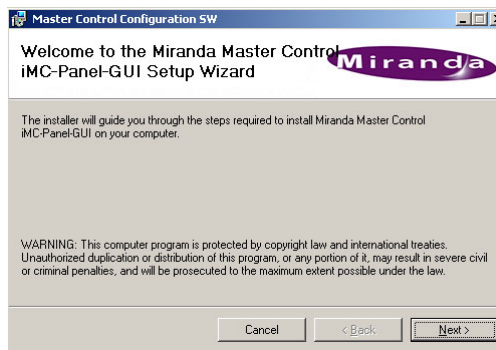 Master Control Configuration SW
Welcome to the Miranda Master Control
iMC-Panel-GUI Setup Wizard
Miranda
The installer will guide you through the steps required to install Miranda Master Control
iMC-Panel-GUI on your computer.
WARNING: This computer program is protected by copyright law and international treaties.
Unauthorized duplication or distribution of this program, or any portion of it, may result in severe civil
or criminal penalties, and will be prosecuted to the maximum extent possible under the law.
Cancel
< Back
Next >